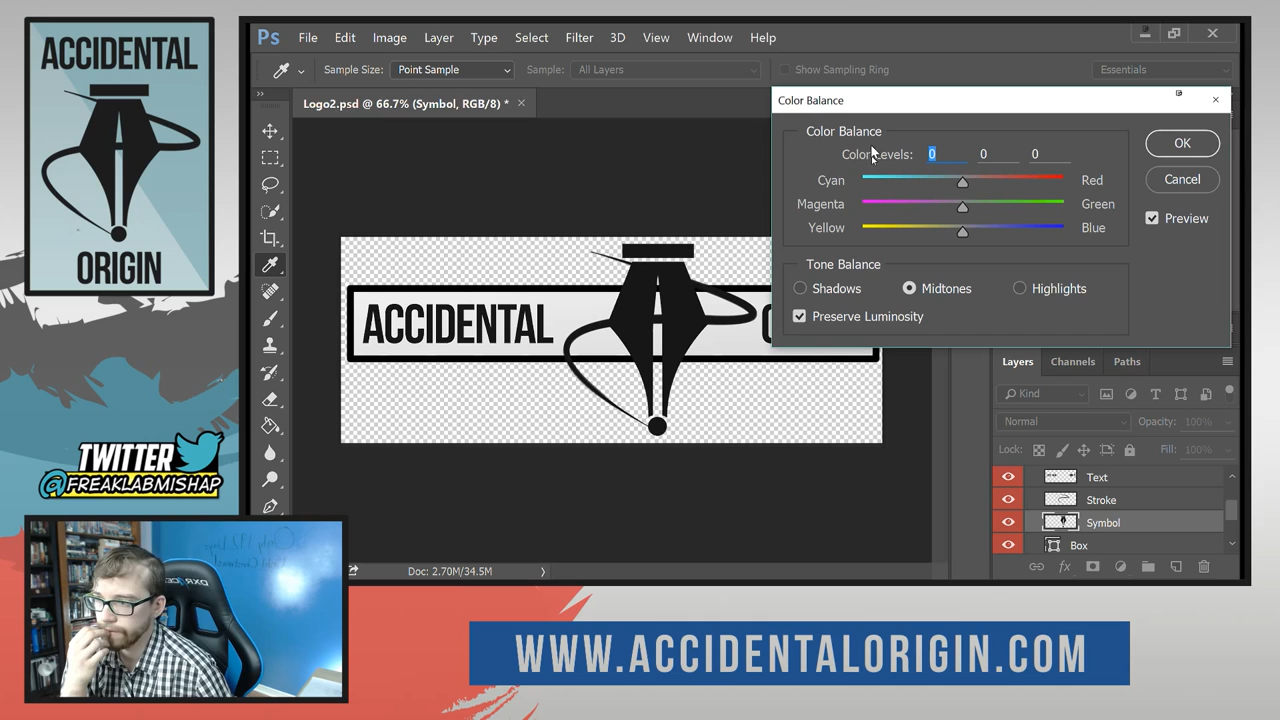 ACCIDENTAL
ORIGIN
TWITTER
@FREAKLABMISHAP
Ps File Edit Image Layer Type Select Filter 3D View Window Help
Sample Size: Point Sample Sample: All Layers Show Sampling Ring Essentials
Logo2.psd @ 66.7% (Symbol, RGB/8) *
ACCIDENTAL
Color Balance
Color Balance
Color Levels: 0 0 0
Cyan Red
Magenta Green
Yellow Blue
OK
Cancel
Preview
Tone Balance
Shadows Midtones Highlights
Preserve Luminosity
Layers Channels Paths
Kind
Normal Opacity: 100%
Lock: Fill: 100%
Text
Stroke
Symbol
Box
fx
Doc: 2.70M/34.5M
WWW.ACCIDENTALORIGIN.COM